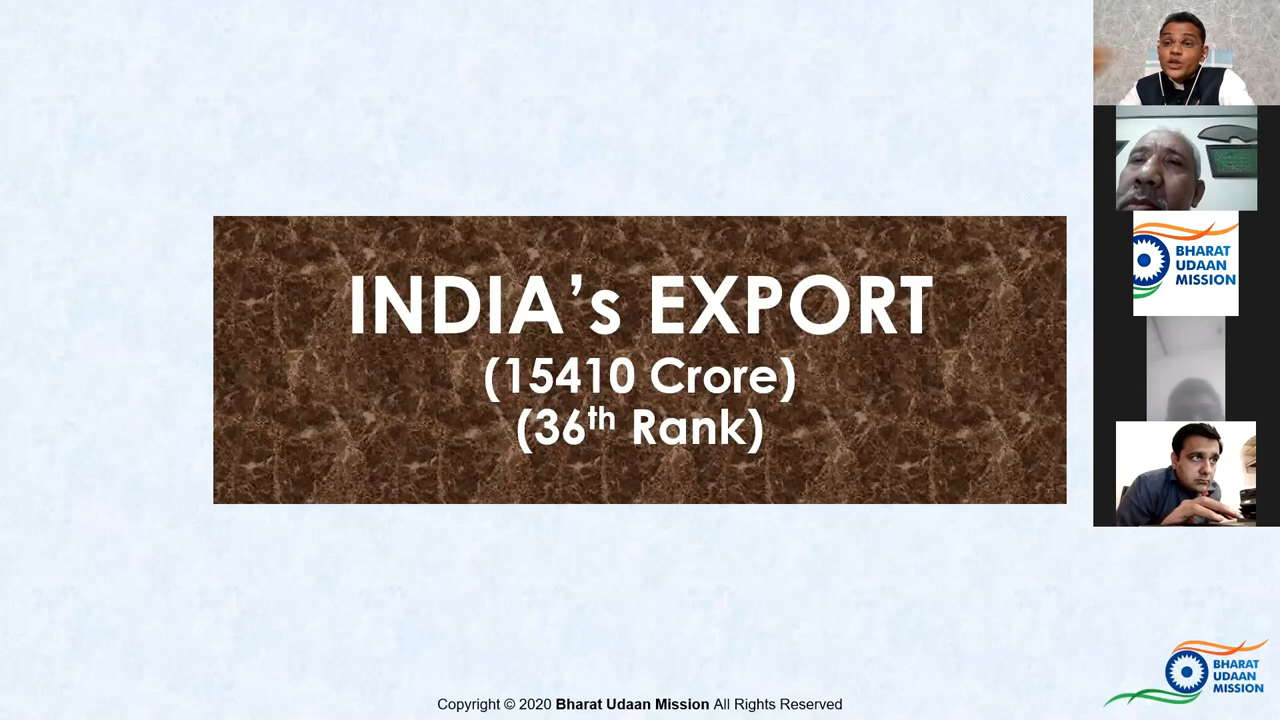 INDIA’s EXPORT
(15410 Crore)
(36th Rank)
BHARAT
UDAAN
MISSION
BHARAT
UDAAN
MISSION
Copyright © 2020 Bharat Udaan Mission All Rights Reserved